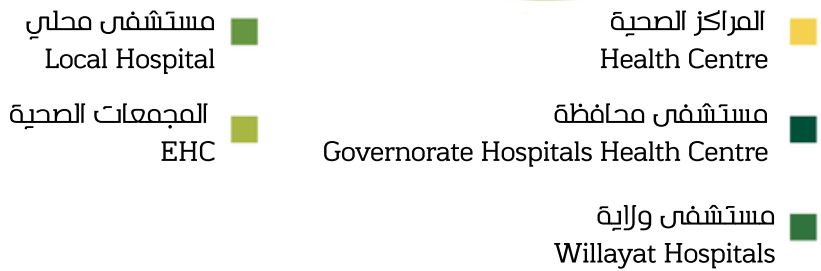 المراكز الصحية
Health Centre
مستشفى محافظة
Governorate Hospitals Health Centre
مستشفى ولاية
Willayat Hospitals
مستشفى محلي
Local Hospital
المجمعات الصحية
EHC